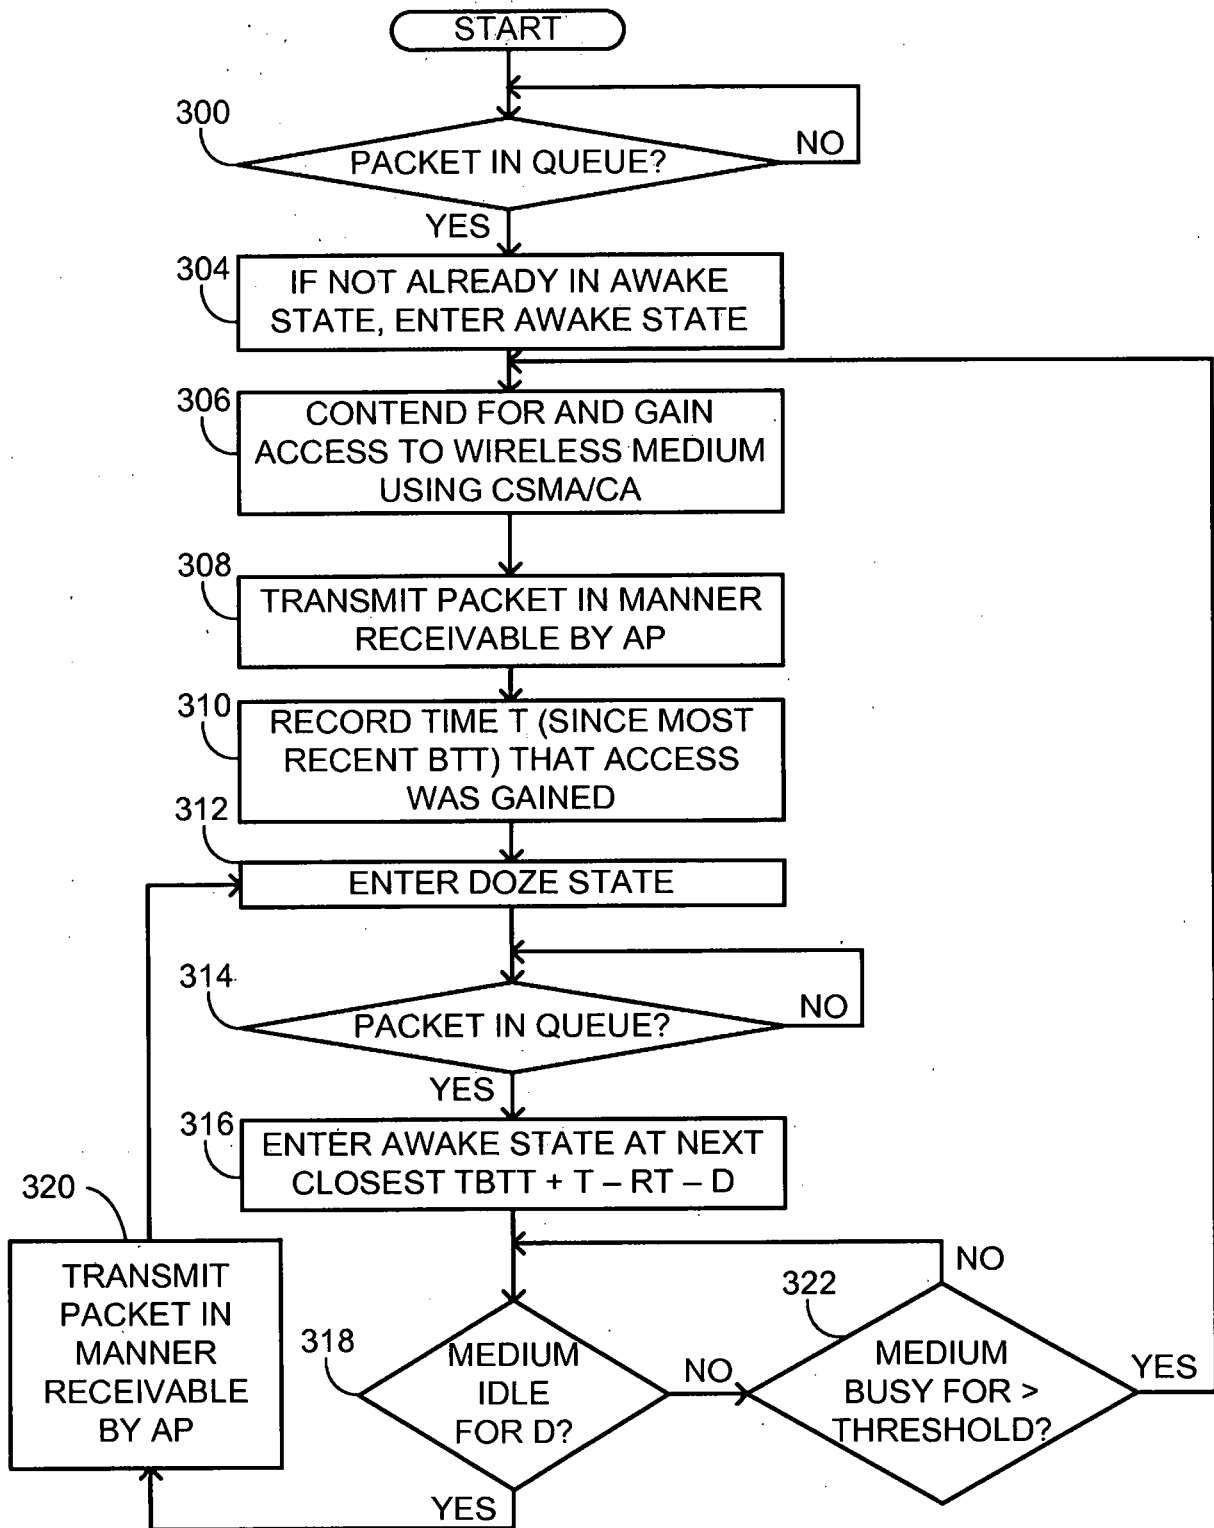 START
300
PACKET IN QUEUE?
NO
YES
304
IF NOT ALREADY IN AWAKE
STATE, ENTER AWAKE STATE
306
CONTEND FOR AND GAIN
ACCESS TO WIRELESS MEDIUM
USING CSMA/CA
308
TRANSMIT PACKET IN MANNER
RECEIVABLE BY AP
310
RECORD TIME T (SINCE MOST
RECENT BTT) THAT ACCESS
WAS GAINED
312
ENTER DOZE STATE
314
PACKET IN QUEUE?
NO
YES
316
ENTER AWAKE STATE AT NEXT
CLOSEST TBTT + T – RT – D
320
TRANSMIT
PACKET IN
MANNER
RECEIVABLE
BY AP
318
MEDIUM
IDLE
FOR D?
NO
YES
322
MEDIUM
BUSY FOR >
THRESHOLD?
NO
YES